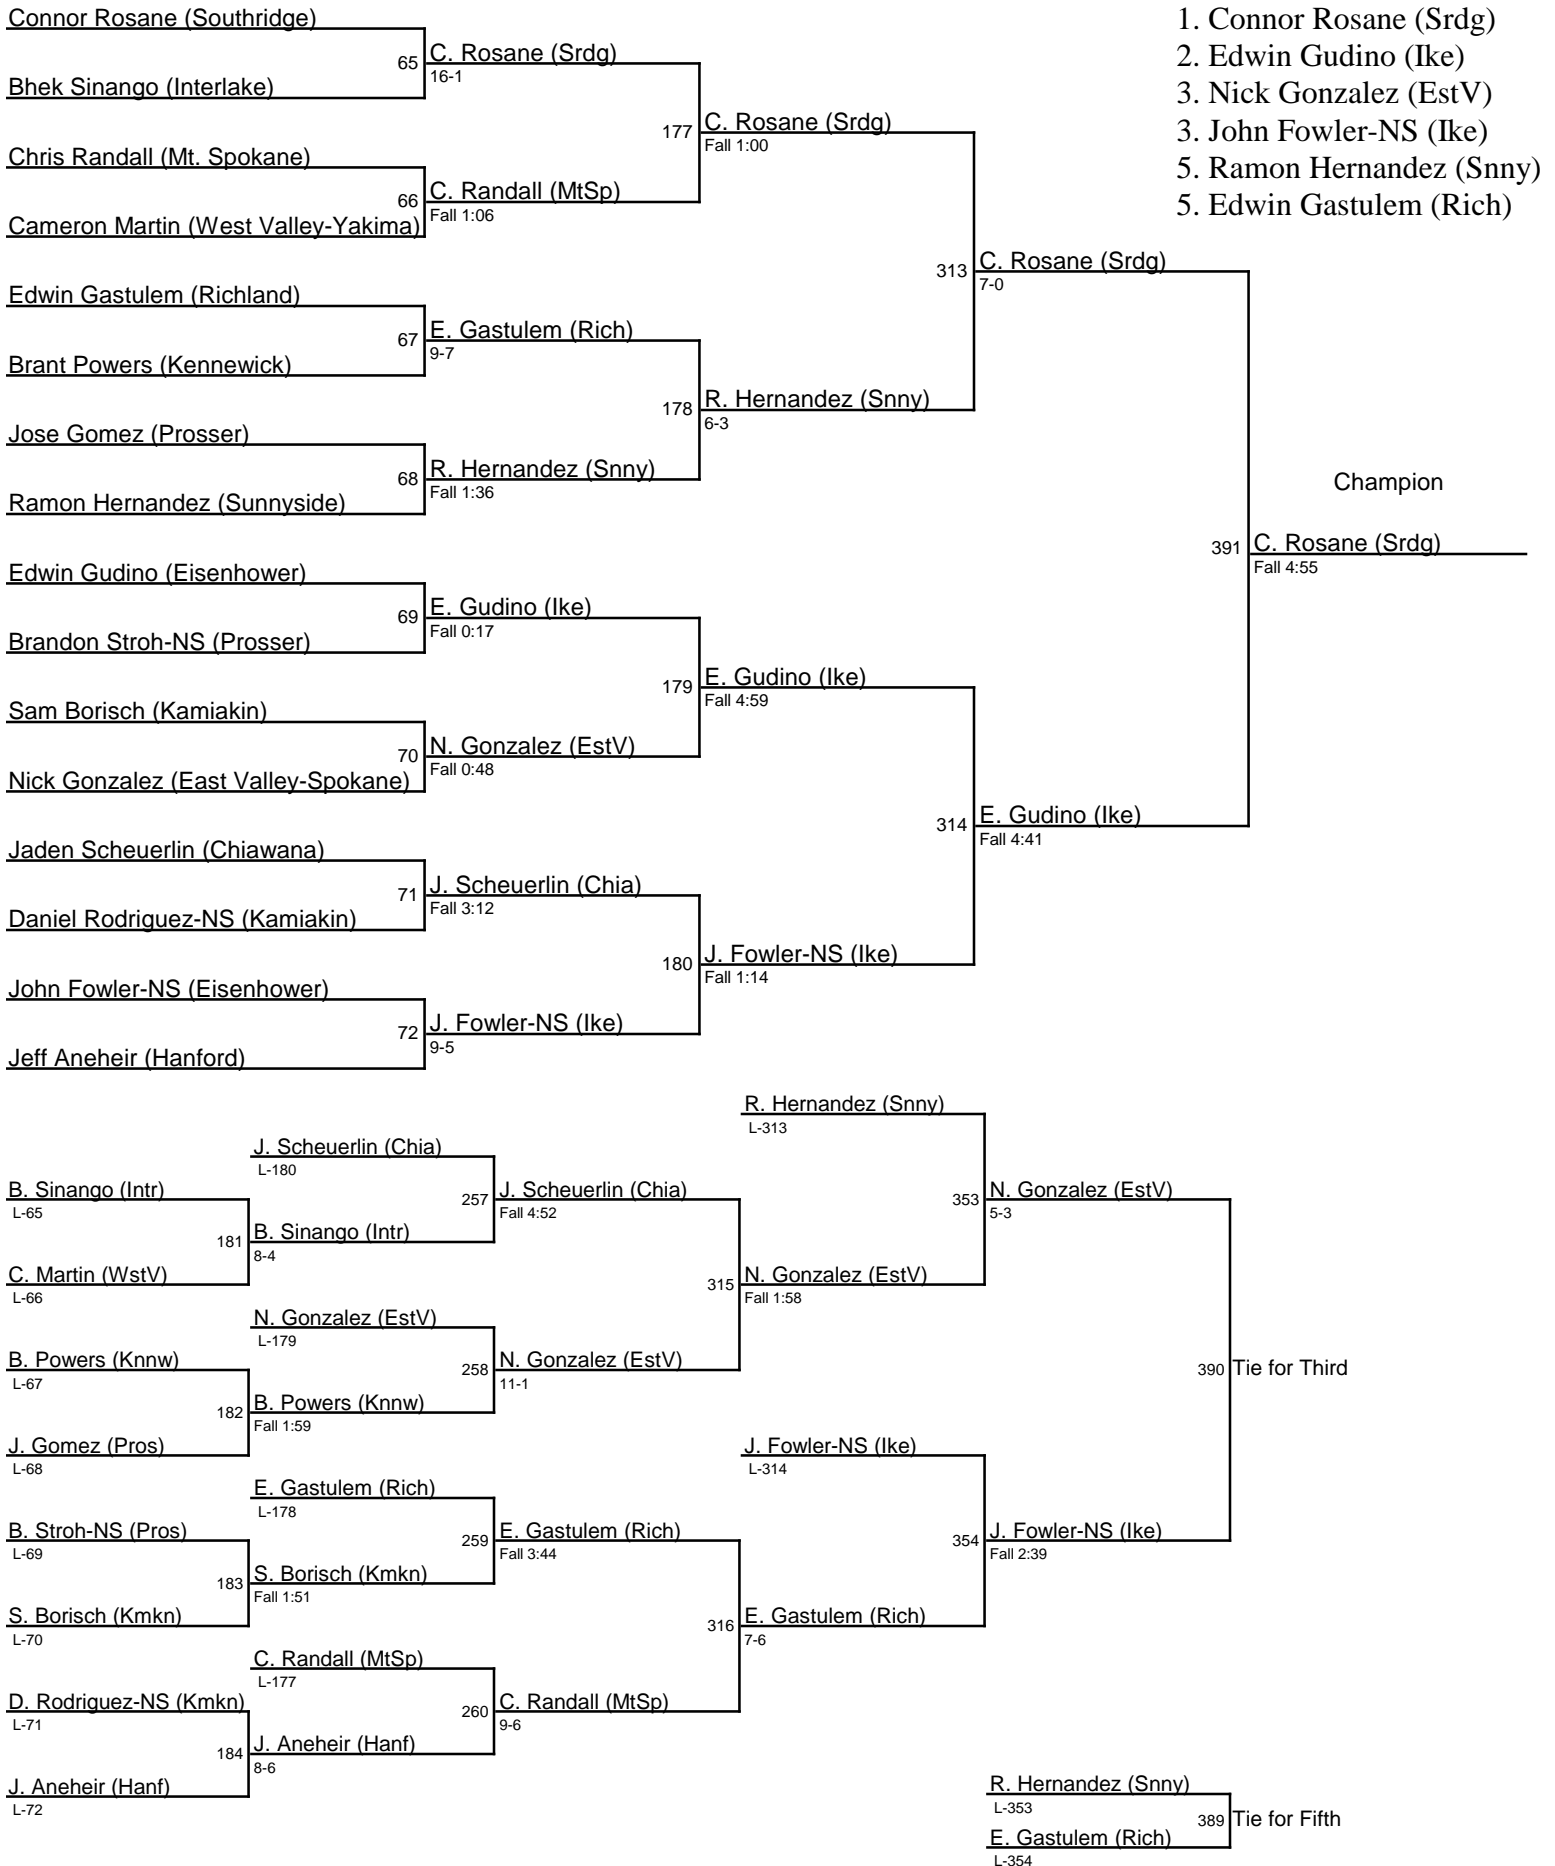 Connor Rosane (Southridge)
65
C. Rosane (Srdg)
16-1
Bhek Sinango (Interlake)
177
C. Rosane (Srdg)
Fall 1:00
Chris Randall (Mt. Spokane)
66
C. Randall (MtSp)
Fall 1:06
Cameron Martin (West Valley-Yakima)
313
C. Rosane (Srdg)
7-0
Edwin Gastulem (Richland)
67
E. Gastulem (Rich)
9-7
Brant Powers (Kennewick)
178
R. Hernandez (Snny)
6-3
Jose Gomez (Prosser)
68
R. Hernandez (Snny)
Fall 1:36
Ramon Hernandez (Sunnyside)
Champion
391
C. Rosane (Srdg)
Fall 4:55
Edwin Gudino (Eisenhower)
69
E. Gudino (Ike)
Fall 0:17
Brandon Stroh-NS (Prosser)
179
E. Gudino (Ike)
Fall 4:59
Sam Borisch (Kamiakin)
70
N. Gonzalez (EstV)
Fall 0:48
Nick Gonzalez (East Valley-Spokane)
314
E. Gudino (Ike)
Fall 4:41
Jaden Scheuerlin (Chiawana)
71
J. Scheuerlin (Chia)
Fall 3:12
Daniel Rodriguez-NS (Kamiakin)
180
J. Fowler-NS (Ike)
Fall 1:14
John Fowler-NS (Eisenhower)
72
J. Fowler-NS (Ike)
9-5
Jeff Aneheir (Hanford)
1. Connor Rosane (Srdg)
2. Edwin Gudino (Ike)
3. Nick Gonzalez (EstV)
3. John Fowler-NS (Ike)
5. Ramon Hernandez (Snny)
5. Edwin Gastulem (Rich)
R. Hernandez (Snny)
L-313
J. Scheuerlin (Chia)
L-180
B. Sinango (Intr)
L-65
257
J. Scheuerlin (Chia)
Fall 4:52
353
N. Gonzalez (EstV)
5-3
181
B. Sinango (Intr)
8-4
C. Martin (WstV)
L-66
315
N. Gonzalez (EstV)
Fall 1:58
N. Gonzalez (EstV)
L-179
B. Powers (Knnw)
L-67
258
N. Gonzalez (EstV)
11-1
390
Tie for Third
182
B. Powers (Knnw)
Fall 1:59
J. Gomez (Pros)
L-68
J. Fowler-NS (Ike)
L-314
E. Gastulem (Rich)
L-178
B. Stroh-NS (Pros)
L-69
259
E. Gastulem (Rich)
Fall 3:44
354
J. Fowler-NS (Ike)
Fall 2:39
183
S. Borisch (Kmkn)
Fall 1:51
S. Borisch (Kmkn)
L-70
316
E. Gastulem (Rich)
7-6
C. Randall (MtSp)
L-177
D. Rodriguez-NS (Kmkn)
L-71
260
C. Randall (MtSp)
9-6
184
J. Aneheir (Hanf)
8-6
J. Aneheir (Hanf)
L-72
R. Hernandez (Snny)
L-353
389
Tie for Fifth
E. Gastulem (Rich)
L-354